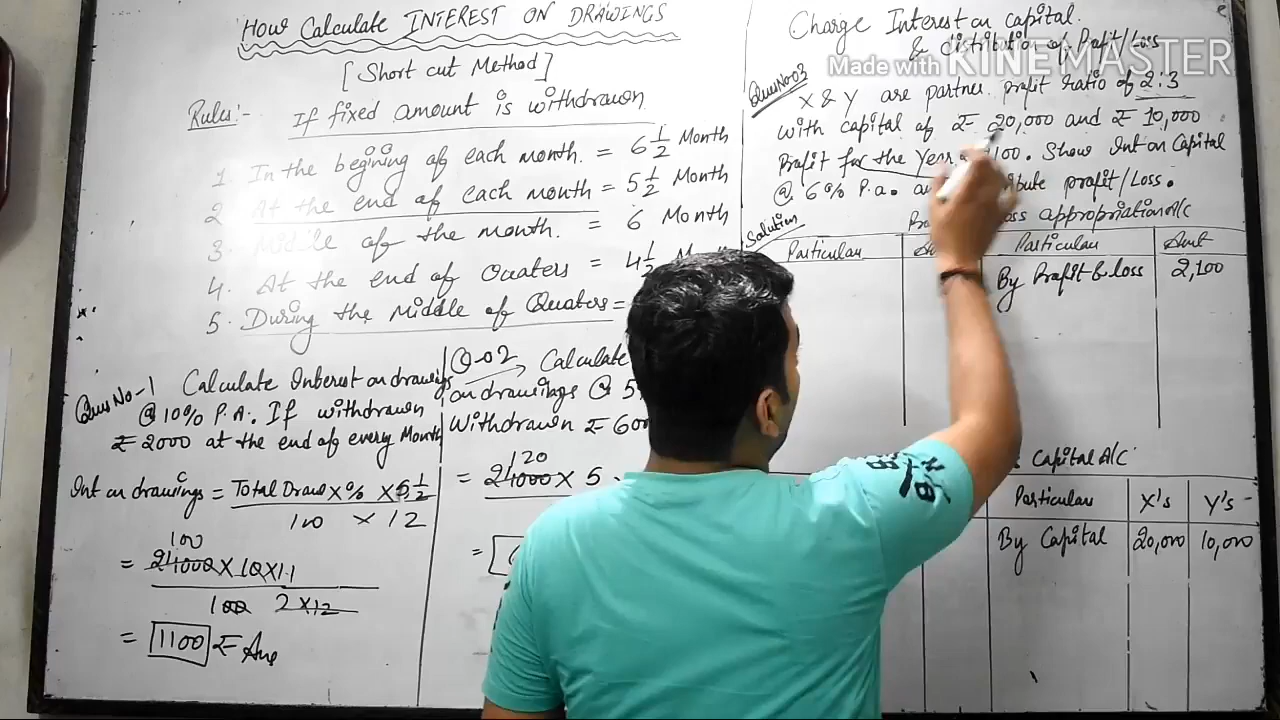 How Calculate INTEREST ON DRAWINGS
[Short cut Method]
Rules:- If fixed amount is withdrawn
1. In the begining of each month. = 6 1/2 Month
2. At the end of each month = 5 1/2 Month
3. Middle of the month. = 6 Month
4. At the end of Quaters = 4 1/2
5. During the Middle of Quaters =
Ques No-1 Calculate Interest on drawings
@ 10% P.A. If withdrawn
₹ 2000 at the end of every Month
Int on drawings = Total Draw x % x 5 1/2
100 x 12
100
= 24000 x 10 x 11
100 2 x 12
= 1100 ₹ Ans
Q-02 → Calculate
on drawings @ 5
Withdrawn ₹ 600
120
= 24000 x 5
=
Charge Interest on capital.
& distribution of Profit/Loss
Made with KINEMASTER
Ques No-03
X & Y are partner profit ratio of 2:3
with capital of ₹ 20,000 and ₹ 10,000
Profit for the Year 100. Show Int on Capital
@ 6% P.a. profit/Loss.
Solution
appropriation A/c
Particular Particular Amt
By Profit & loss 2,100
Capital A/C
Particular X's Y's
By Capital 20,000 10,000